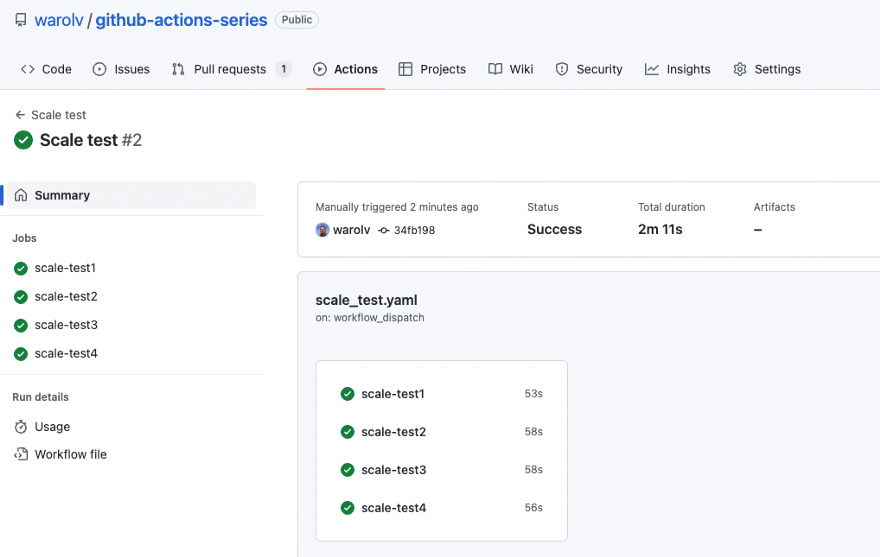 warolv / github-actions-series Public
Code Issues Pull requests 1 Actions Projects Wiki Security Insights Settings
← Scale test
Scale test #2
Summary
Jobs
scale-test1
scale-test2
scale-test3
scale-test4
Run details
Usage
Workflow file
Manually triggered 2 minutes ago Status Total duration Artifacts
warolv 34fb198 Success 2m 11s –
scale_test.yaml
on: workflow_dispatch
scale-test1 53s
scale-test2 58s
scale-test3 58s
scale-test4 56s